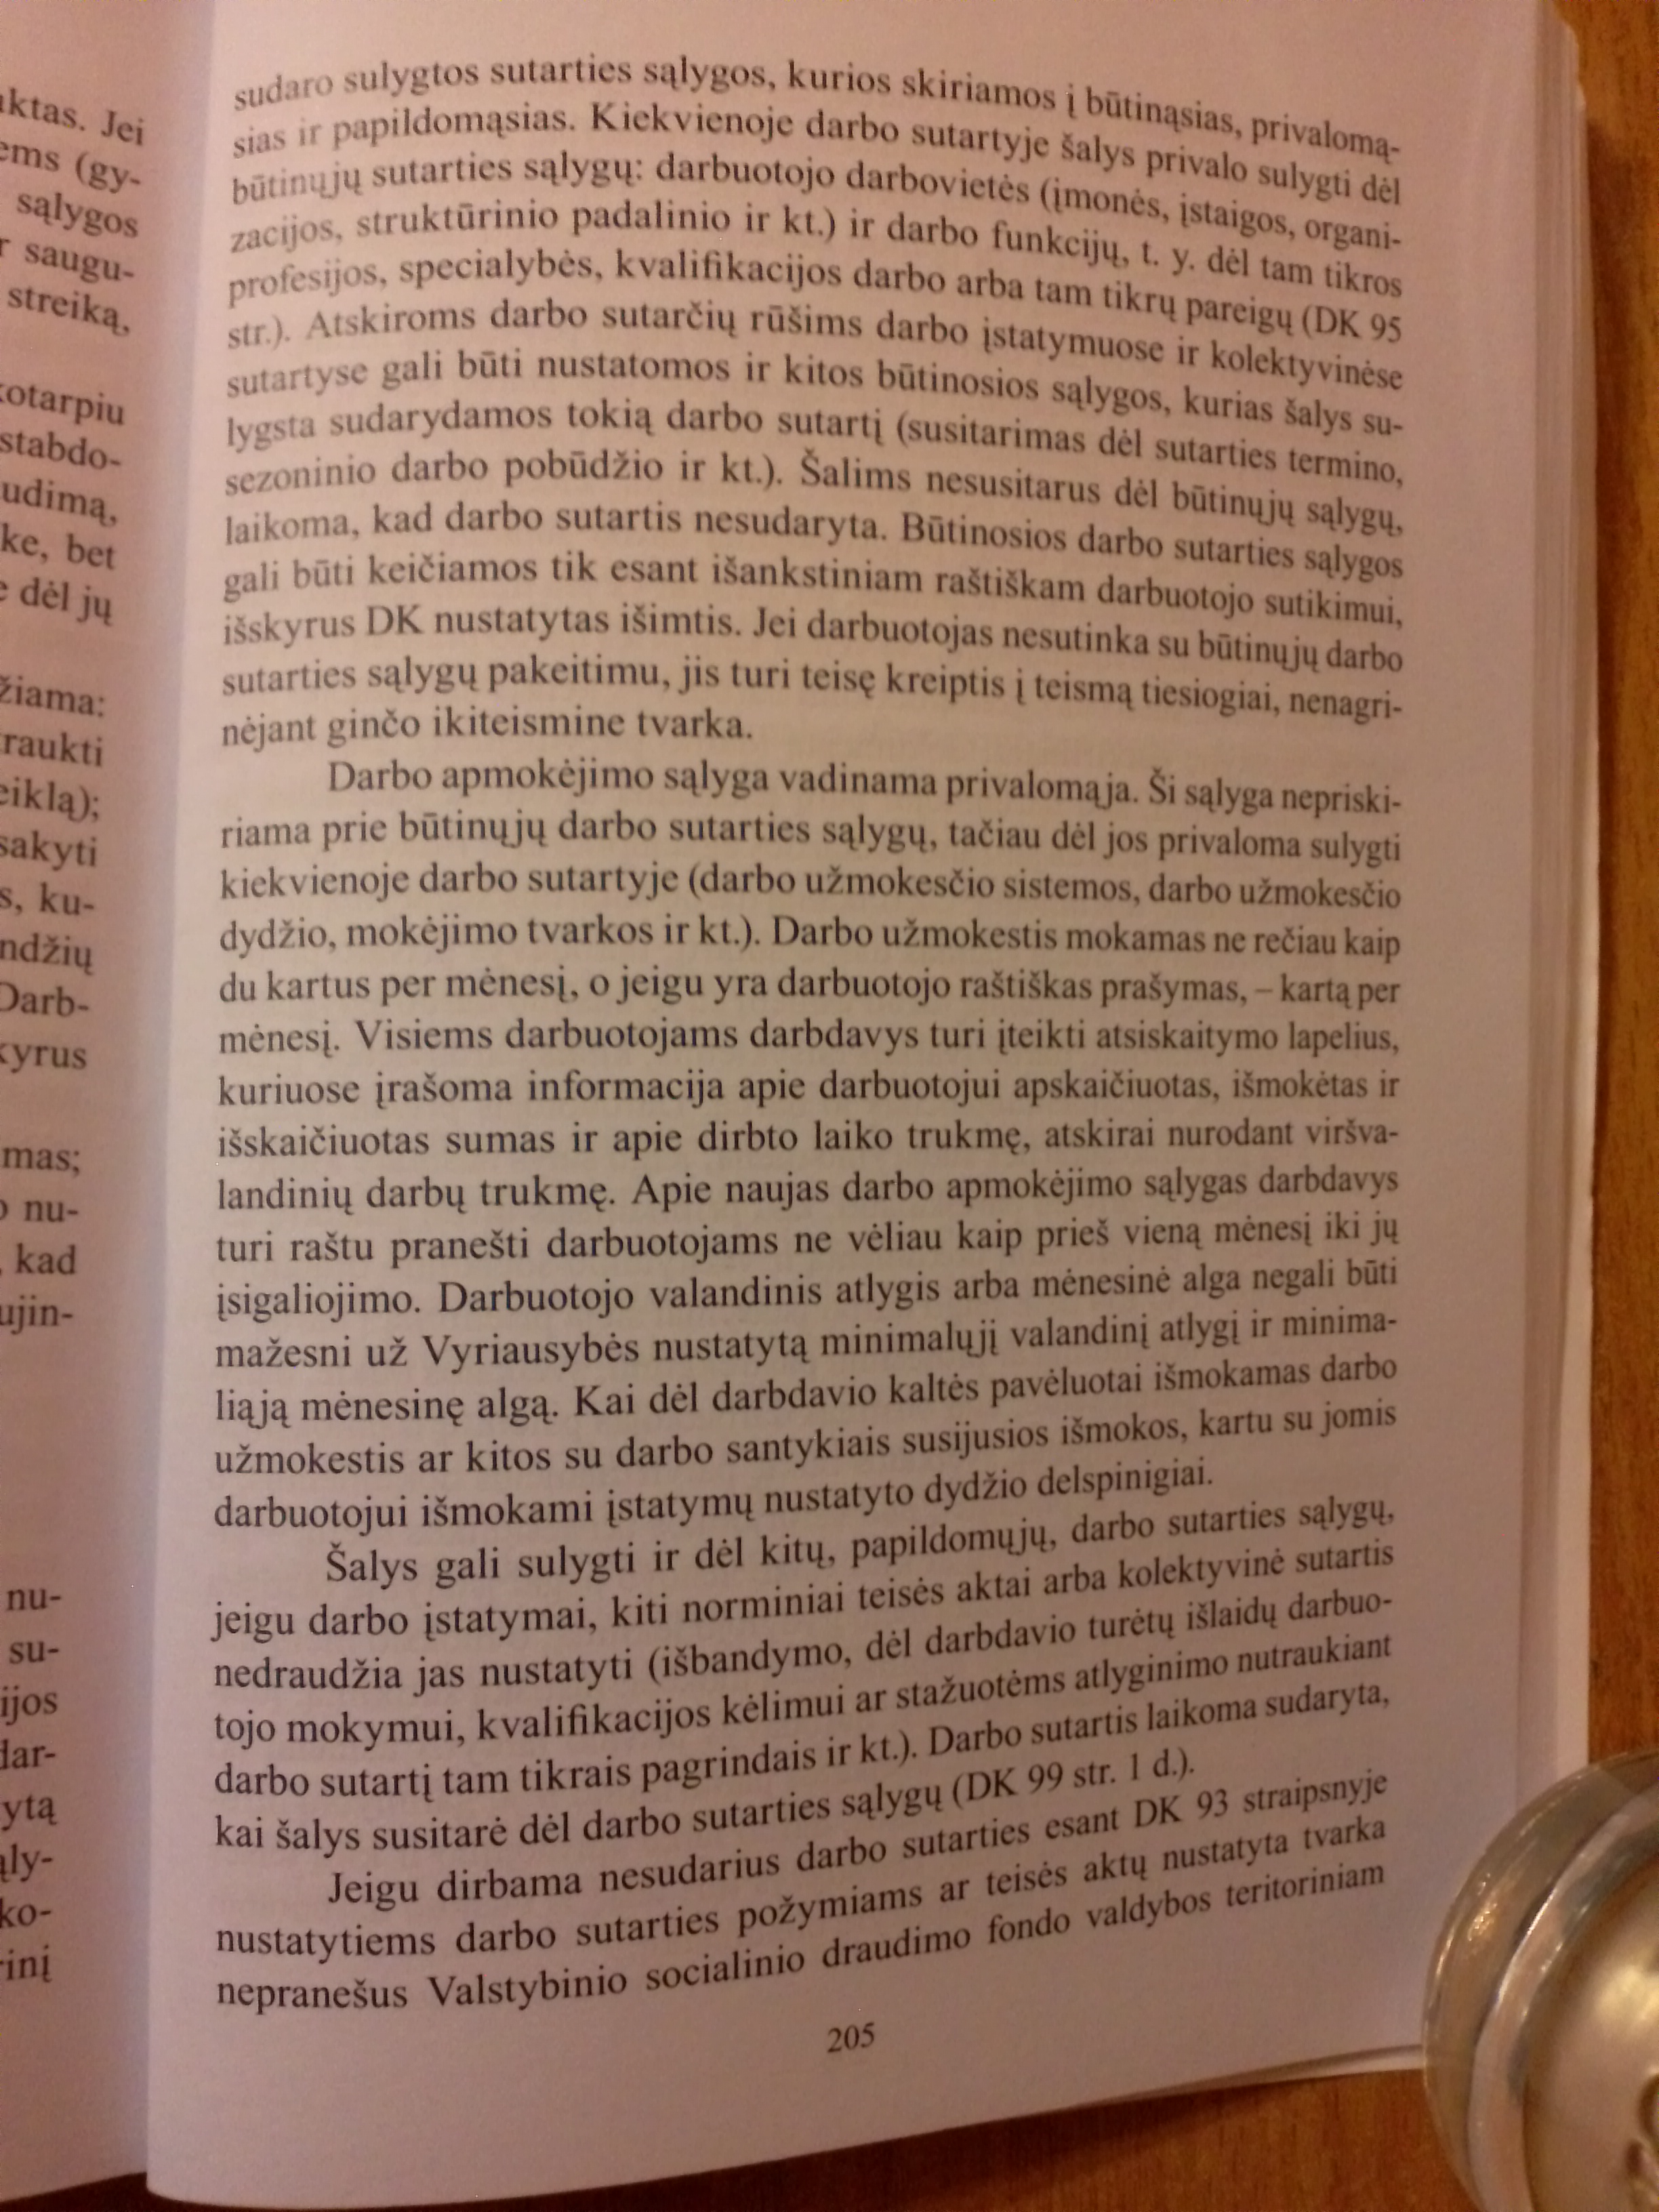 aktas. Jei
ems (gy-
sąlygos
r saugu-
streiką,
kotarpiu
stabdo-
udimą,
ke, bet
e dėl jų
žiama:
raukti
eiklą);
sakyti
s, ku-
ndžių
Darb-
kyrus
mas;
o nu-
, kad
ujin-
nu-
su-
ijos
dar-
ytą
ąly-
ko-
rinį
sudaro sulygtos sutarties sąlygos, kurios skiriamos į būtinąsias, privalomą-
sias ir papildomąsias. Kiekvienoje darbo sutartyje šalys privalo sulygti dėl
būtinųjų sutarties sąlygų: darbuotojo darbovietės (įmonės, įstaigos, organi-
zacijos, struktūrinio padalinio ir kt.) ir darbo funkcijų, t. y. dėl tam tikros
profesijos, specialybės, kvalifikacijos darbo arba tam tikrų pareigų (DK 95
str.). Atskiroms darbo sutarčių rūšims darbo įstatymuose ir kolektyvinėse
sutartyse gali būti nustatomos ir kitos būtinosios sąlygos, kurias šalys su-
lygsta sudarydamos tokią darbo sutartį (susitarimas dėl sutarties termino,
sezoninio darbo pobūdžio ir kt.). Šalims nesusitarus dėl būtinųjų sąlygų,
laikoma, kad darbo sutartis nesudaryta. Būtinosios darbo sutarties sąlygos
gali būti keičiamos tik esant išankstiniam raštiškam darbuotojo sutikimui,
išskyrus DK nustatytas išimtis. Jei darbuotojas nesutinka su būtinųjų darbo
sutarties sąlygų pakeitimu, jis turi teisę kreiptis į teismą tiesiogiai, nenagri-
nėjant ginčo ikiteismine tvarka.
Darbo apmokėjimo sąlyga vadinama privalomąja. Ši sąlyga nepriski-
riama prie būtinųjų darbo sutarties sąlygų, tačiau dėl jos privaloma sulygti
kiekvienoje darbo sutartyje (darbo užmokesčio sistemos, darbo užmokesčio
dydžio, mokėjimo tvarkos ir kt.). Darbo užmokestis mokamas ne rečiau kaip
du kartus per mėnesį, o jeigu yra darbuotojo raštiškas prašymas, – kartą per
mėnesį. Visiems darbuotojams darbdavys turi įteikti atsiskaitymo lapelius,
kuriuose įrašoma informacija apie darbuotojui apskaičiuotas, išmokėtas ir
išskaičiuotas sumas ir apie dirbto laiko trukmę, atskirai nurodant viršva-
landinių darbų trukmę. Apie naujas darbo apmokėjimo sąlygas darbdavys
turi raštu pranešti darbuotojams ne vėliau kaip prieš vieną mėnesį iki jų
įsigaliojimo. Darbuotojo valandinis atlygis arba mėnesinė alga negali būti
mažesni už Vyriausybės nustatytą minimalųjį valandinį atlygį ir minima-
liąją mėnesinę algą. Kai dėl darbdavio kaltės pavėluotai išmokamas darbo
užmokestis ar kitos su darbo santykiais susijusios išmokos, kartu su jomis
darbuotojui išmokami įstatymų nustatyto dydžio delspinigiai.
Šalys gali sulygti ir dėl kitų, papildomųjų, darbo sutarties sąlygų,
jeigu darbo įstatymai, kiti norminiai teisės aktai arba kolektyvinė sutartis
nedraudžia jas nustatyti (išbandymo, dėl darbdavio turėtų išlaidų darbuo-
tojo mokymui, kvalifikacijos kėlimui ar stažuotėms atlyginimo nutraukiant
darbo sutartį tam tikrais pagrindais ir kt.). Darbo sutartis laikoma sudaryta,
kai šalys susitarė dėl darbo sutarties sąlygų (DK 99 str. 1 d.).
Jeigu dirbama nesudarius darbo sutarties esant DK 93 straipsnyje
nustatytiems darbo sutarties požymiams ar teisės aktų nustatyta tvarka
nepranešus Valstybinio socialinio draudimo fondo valdybos teritoriniam
205